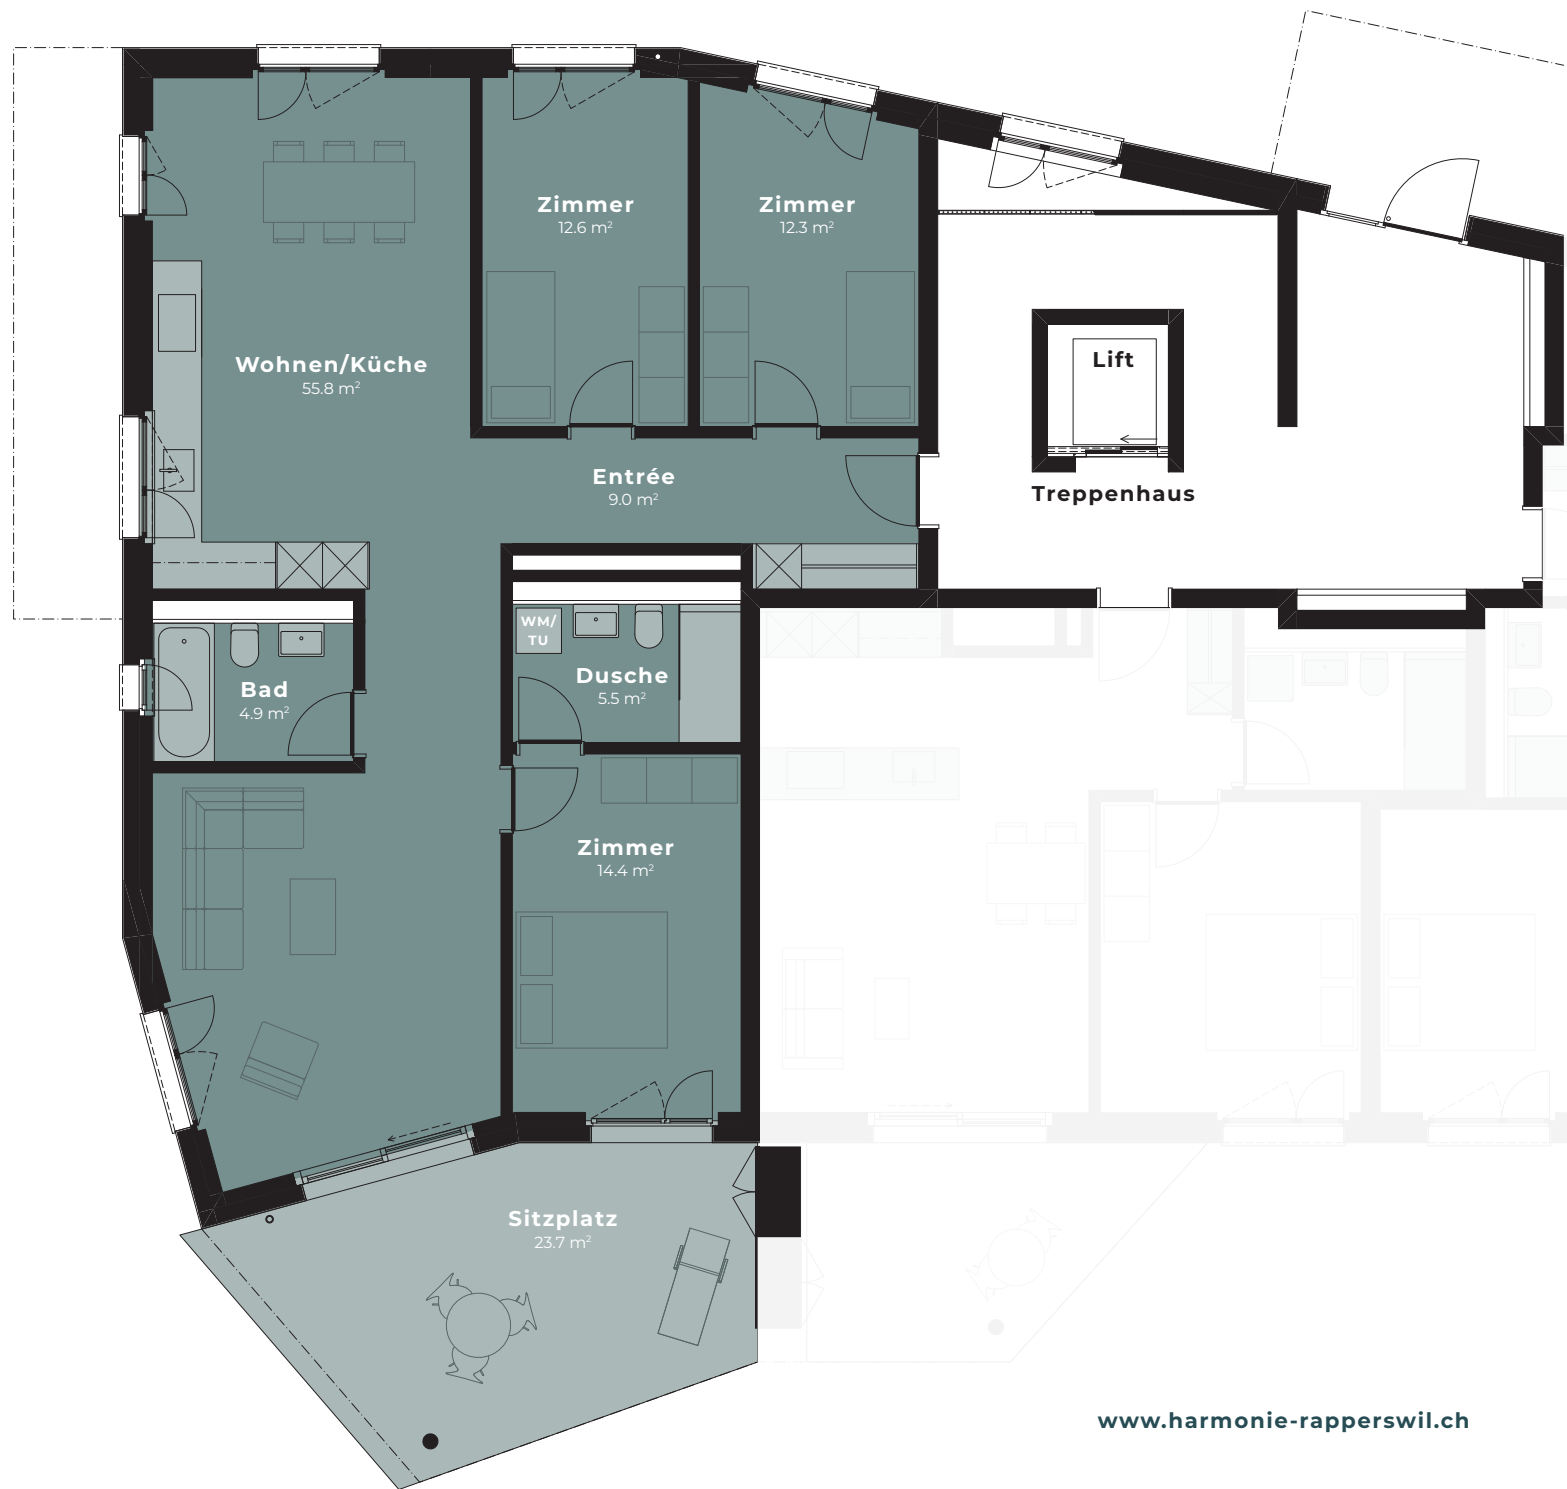 Zimmer
12.6 m²
Zimmer
12.3 m²
Wohnen/Küche
55.8 m²
Lift
Entrée
9.0 m²
Treppenhaus
WM/
TU
Dusche
5.5 m²
Bad
4.9 m²
Zimmer
14.4 m²
Sitzplatz
23.7 m²
www.harmonie-rapperswil.ch